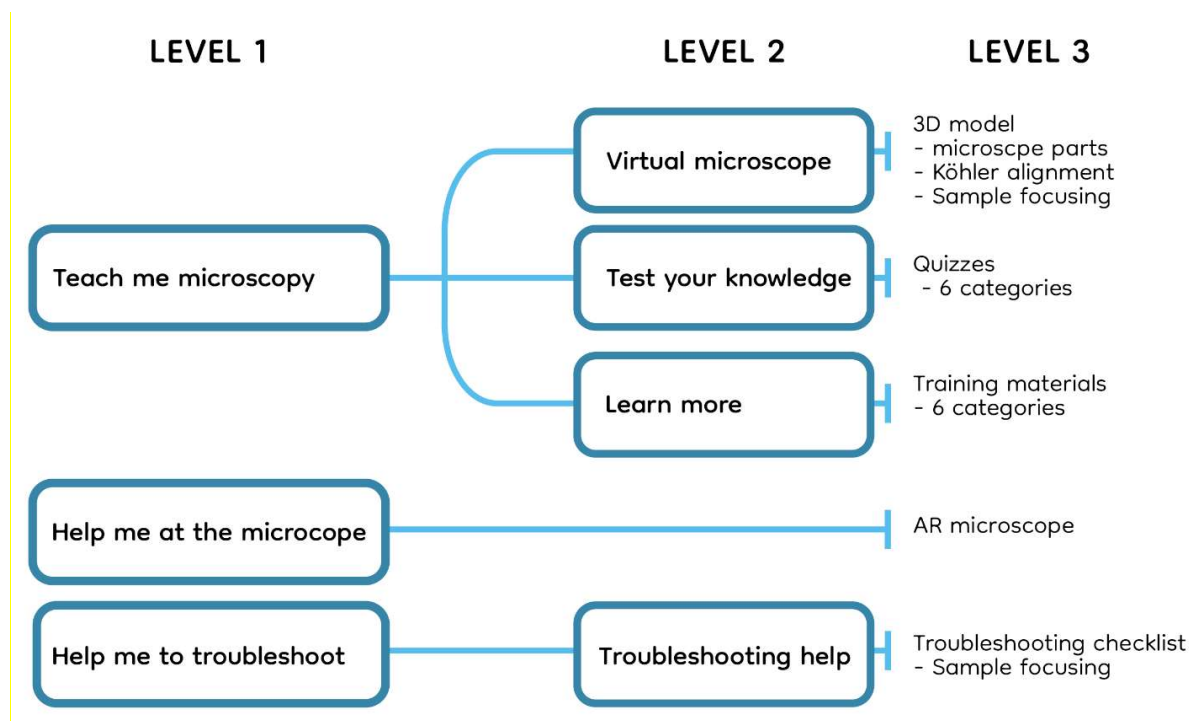 LEVEL 1
LEVEL 2
LEVEL 3
Teach me microscopy
Virtual microscope
3D model
- microscpe parts
- Köhler alignment
- Sample focusing
Test your knowledge
Quizzes
- 6 categories
Learn more
Training materials
- 6 categories
Help me at the microcope
AR microscope
Help me to troubleshoot
Troubleshooting help
Troubleshooting checklist
- Sample focusing